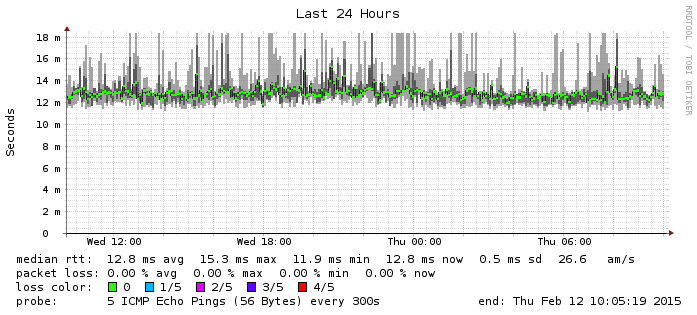 Last 24 Hours
RRDTOOL / TOBI OETIKER
Seconds
18 m
16 m
14 m
12 m
10 m
8 m
6 m
4 m
2 m
0
Wed 12:00 Wed 18:00 Thu 00:00 Thu 06:00
median rtt: 12.8 ms avg 15.3 ms max 11.9 ms min 12.8 ms now 0.5 ms sd 26.6 am/s
packet loss: 0.00 % avg 0.00 % max 0.00 % min 0.00 % now
loss color: 0 1/5 2/5 3/5 4/5
probe: 5 ICMP Echo Pings (56 Bytes) every 300s end: Thu Feb 12 10:05:19 2015